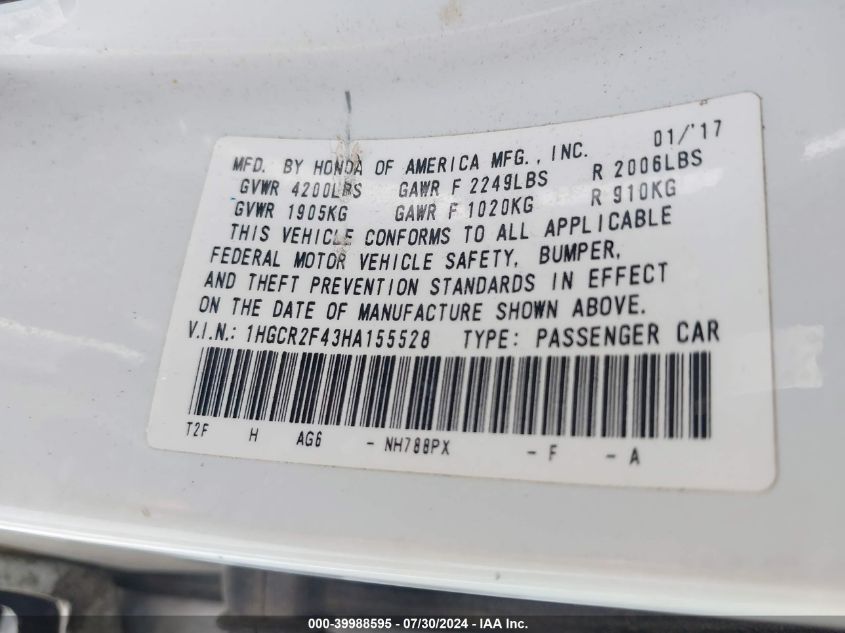 01/'17
MFD. BY HONDA OF AMERICA MFG., INC.
GVWR 4200LBS GAWR F 2249LBS R 2006LBS
GVWR 1905KG GAWR F 1020KG R 910KG
THIS VEHICLE CONFORMS TO ALL APPLICABLE
FEDERAL MOTOR VEHICLE SAFETY, BUMPER,
AND THEFT PREVENTION STANDARDS IN EFFECT
ON THE DATE OF MANUFACTURE SHOWN ABOVE.
V.I.N.: 1HGCR2F43HA155528 TYPE: PASSENGER CAR
T2F H AG6 - NH788PX - F - A
000-39988595 - 07/30/2024 - IAA Inc.